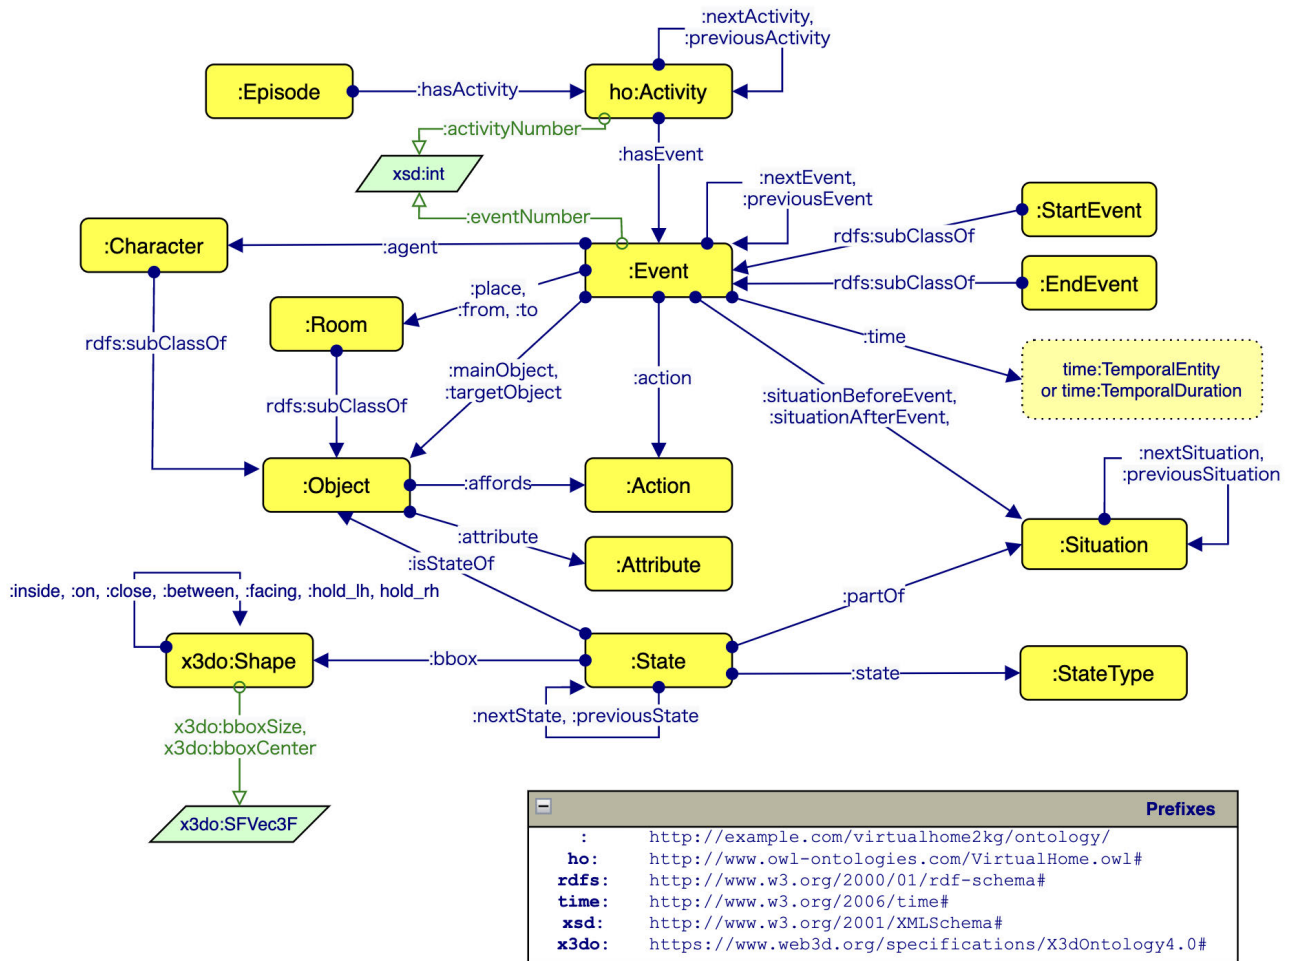 :nextActivity,
:previousActivity
:Episode
:hasActivity
ho:Activity
:activityNumber
:hasEvent
xsd:int
:nextEvent,
:previousEvent
:StartEvent
:eventNumber
rdfs:subClassOf
:Character
:agent
:Event
rdfs:subClassOf
:EndEvent
:place,
:from, :to
:Room
rdfs:subClassOf
:time
:mainObject,
:targetObject
:action
time:TemporalEntity
or time:TemporalDuration
rdfs:subClassOf
:situationBeforeEvent,
:situationAfterEvent,
:nextSituation,
:previousSituation
:Object
:affords
:Action
:attribute
:isStateOf
:Attribute
:Situation
:inside, :on, :close, :between, :facing, :hold_lh, hold_rh
:partOf
x3do:Shape
:bbox
:State
:state
:StateType
:nextState, :previousState
x3do:bboxSize,
x3do:bboxCenter
x3do:SFVec3F
Prefixes
: http://example.com/virtualhome2kg/ontology/
ho: http://www.owl-ontologies.com/VirtualHome.owl#
rdfs: http://www.w3.org/2000/01/rdf-schema#
time: http://www.w3.org/2006/time#
xsd: http://www.w3.org/2001/XMLSchema#
x3do: https://www.web3d.org/specifications/X3dOntology4.0#